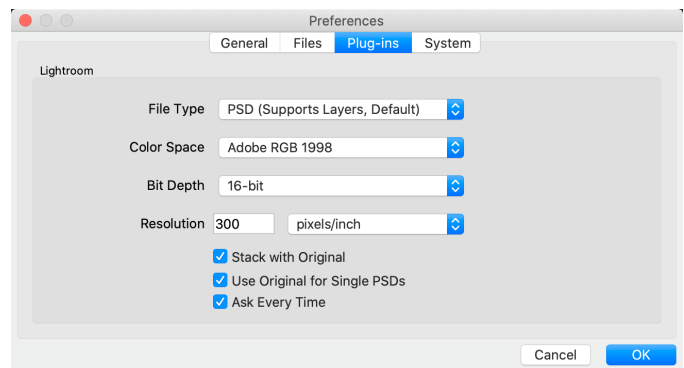 Preferences
General Files Plug-ins System
Lightroom
File Type PSD (Supports Layers, Default)
Color Space Adobe RGB 1998
Bit Depth 16-bit
Resolution 300 pixels/inch
Stack with Original
Use Original for Single PSDs
Ask Every Time
Cancel OK